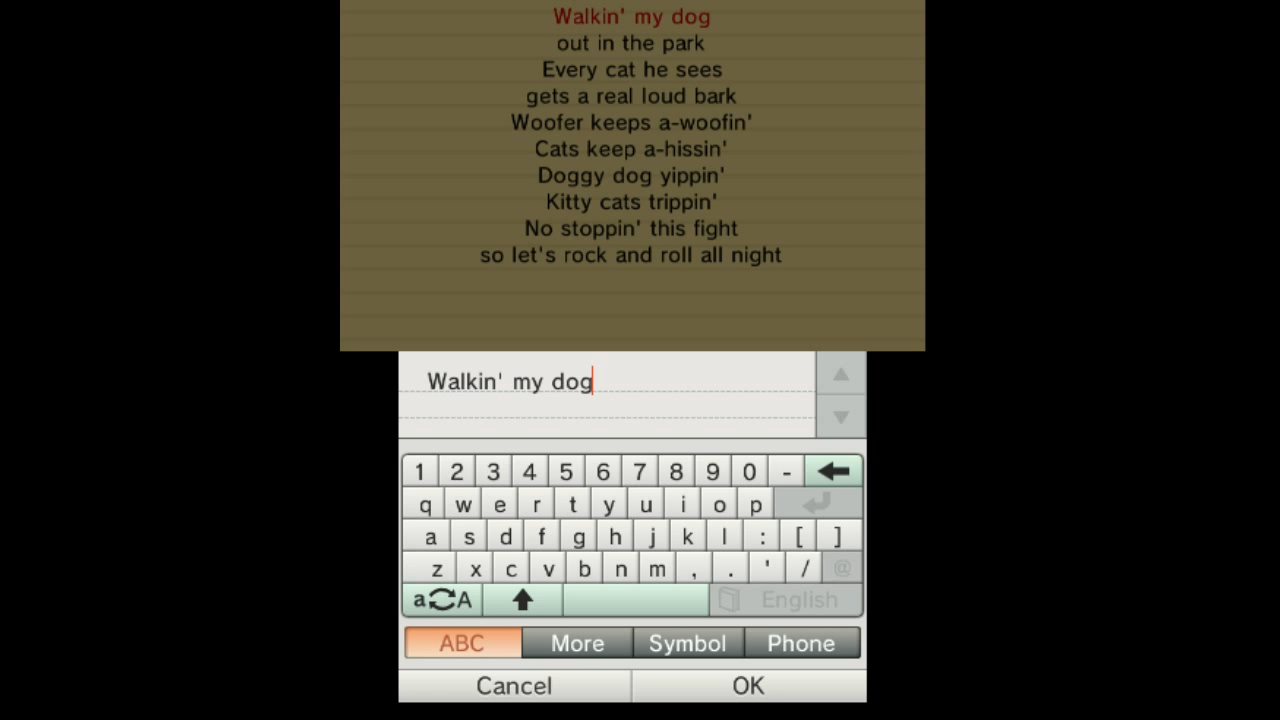 Walkin' my dog
out in the park
Every cat he sees
gets a real loud bark
Woofer keeps a-woofin'
Cats keep a-hissin'
Doggy dog yippin'
Kitty cats trippin'
No stoppin' this fight
so let's rock and roll all night
Walkin' my dog
1 2 3 4 5 6 7 8 9 0 -
q w e r t y u i o p
a s d f g h j k l : [ ]
z x c v b n m , . ' / @
a A English
ABC More Symbol Phone
Cancel OK